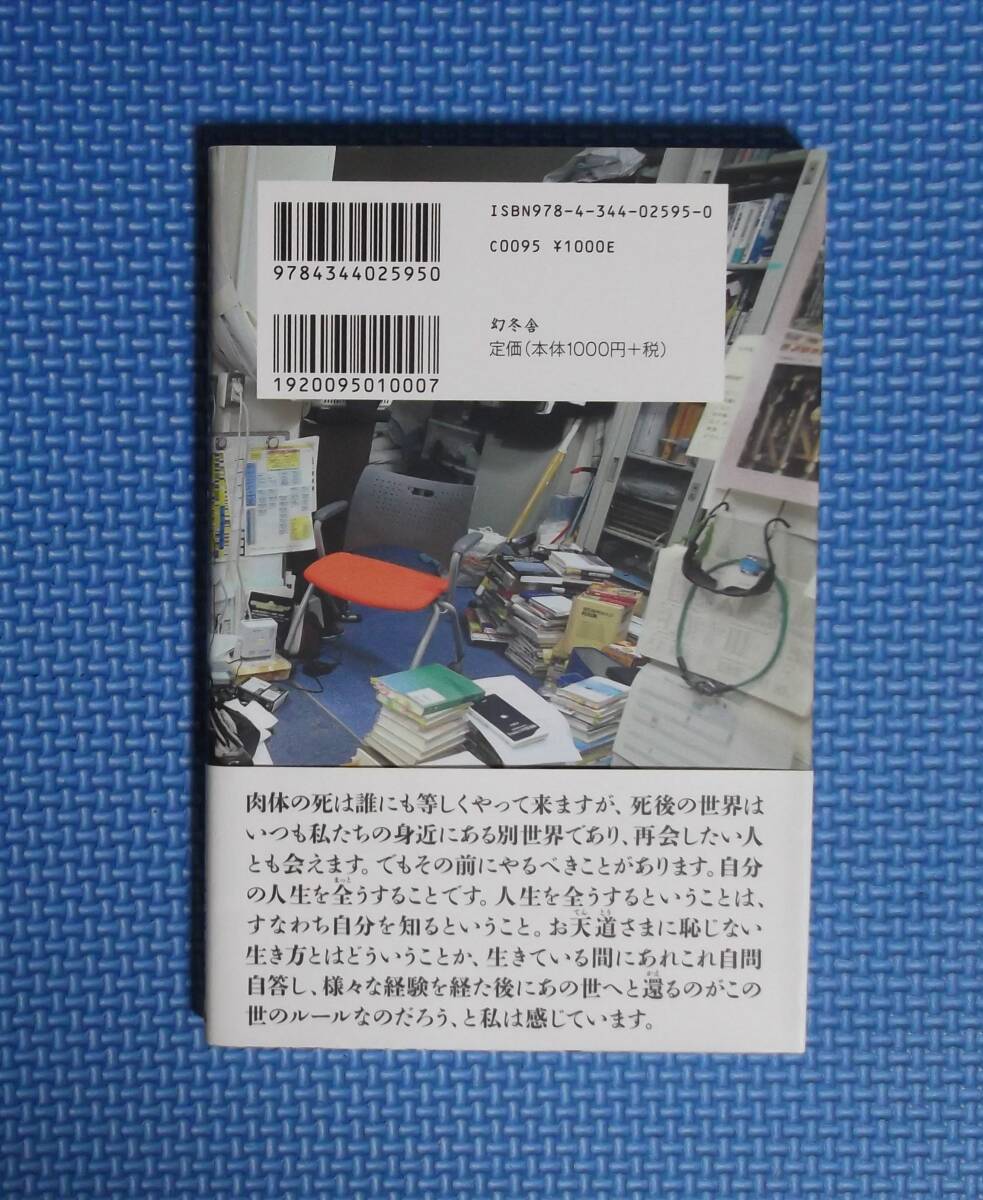 ISBN978-4-344-02595-0
C0095 ¥1000E
9784344025950
幻冬舎
定価(本体1000円+税)
1920095010007
肉体の死は誰にも等しくやって来ますが、死後の世界は
いつも私たちの身近にある別世界であり、再会したい人
とも会えます。でもその前にやるべきことがあります。自分
の人生を全うすることです。人生を全うするということは、
すなわち自分を知るということ。お天道さまに恥じない
生き方とはどういうことか、生きている間にあれこれ自問
自答し、様々な経験を経た後にあの世へと還るのがこの
世のルールなのだろう、と私は感じています。